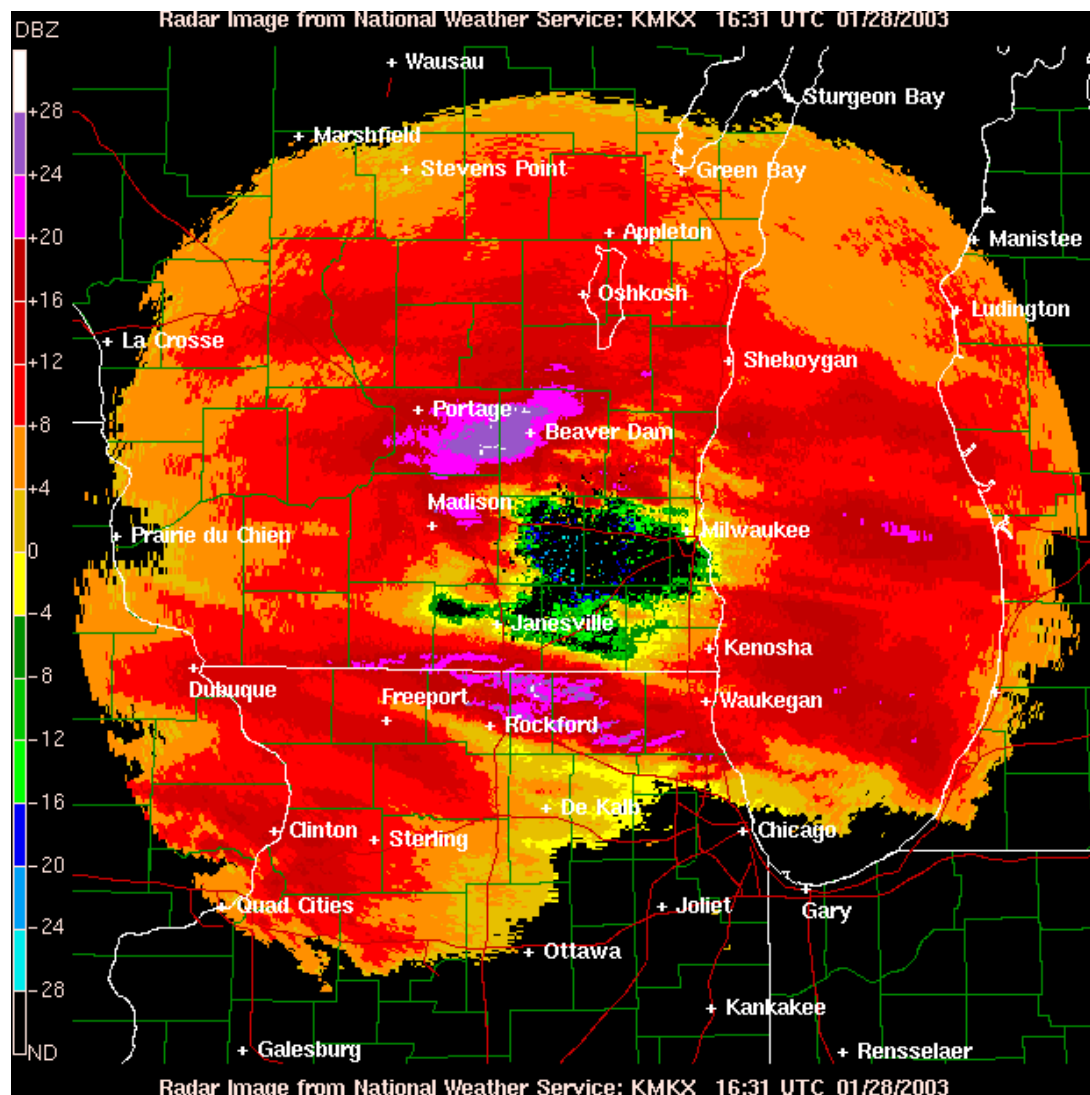 Radar Image from National Weather Service: KMKX 16:31 UTC 01/28/2003
DBZ
Wausau
+28
Sturgeon Bay
Marshfield
+24
Stevens Point
Green Bay
+20
Appleton
Manistee
+16
Oshkosh
Ludington
La Crosse
+12
Sheboygan
Portage
+8
Beaver Dam
+4
Madison
Prairie du Chien
Milwaukee
0
-4
Janesville
Kenosha
-8
Dubuque
Freeport
Waukegan
Rockford
-12
-16
De Kalb
Clinton
Sterling
Chicago
-20
Quad Cities
Joliet
Gary
-24
Ottawa
-28
Kankakee
ND
Galesburg
Rensselaer
Radar Image from National Weather Service: KMKX 16:31 UTC 01/28/2003